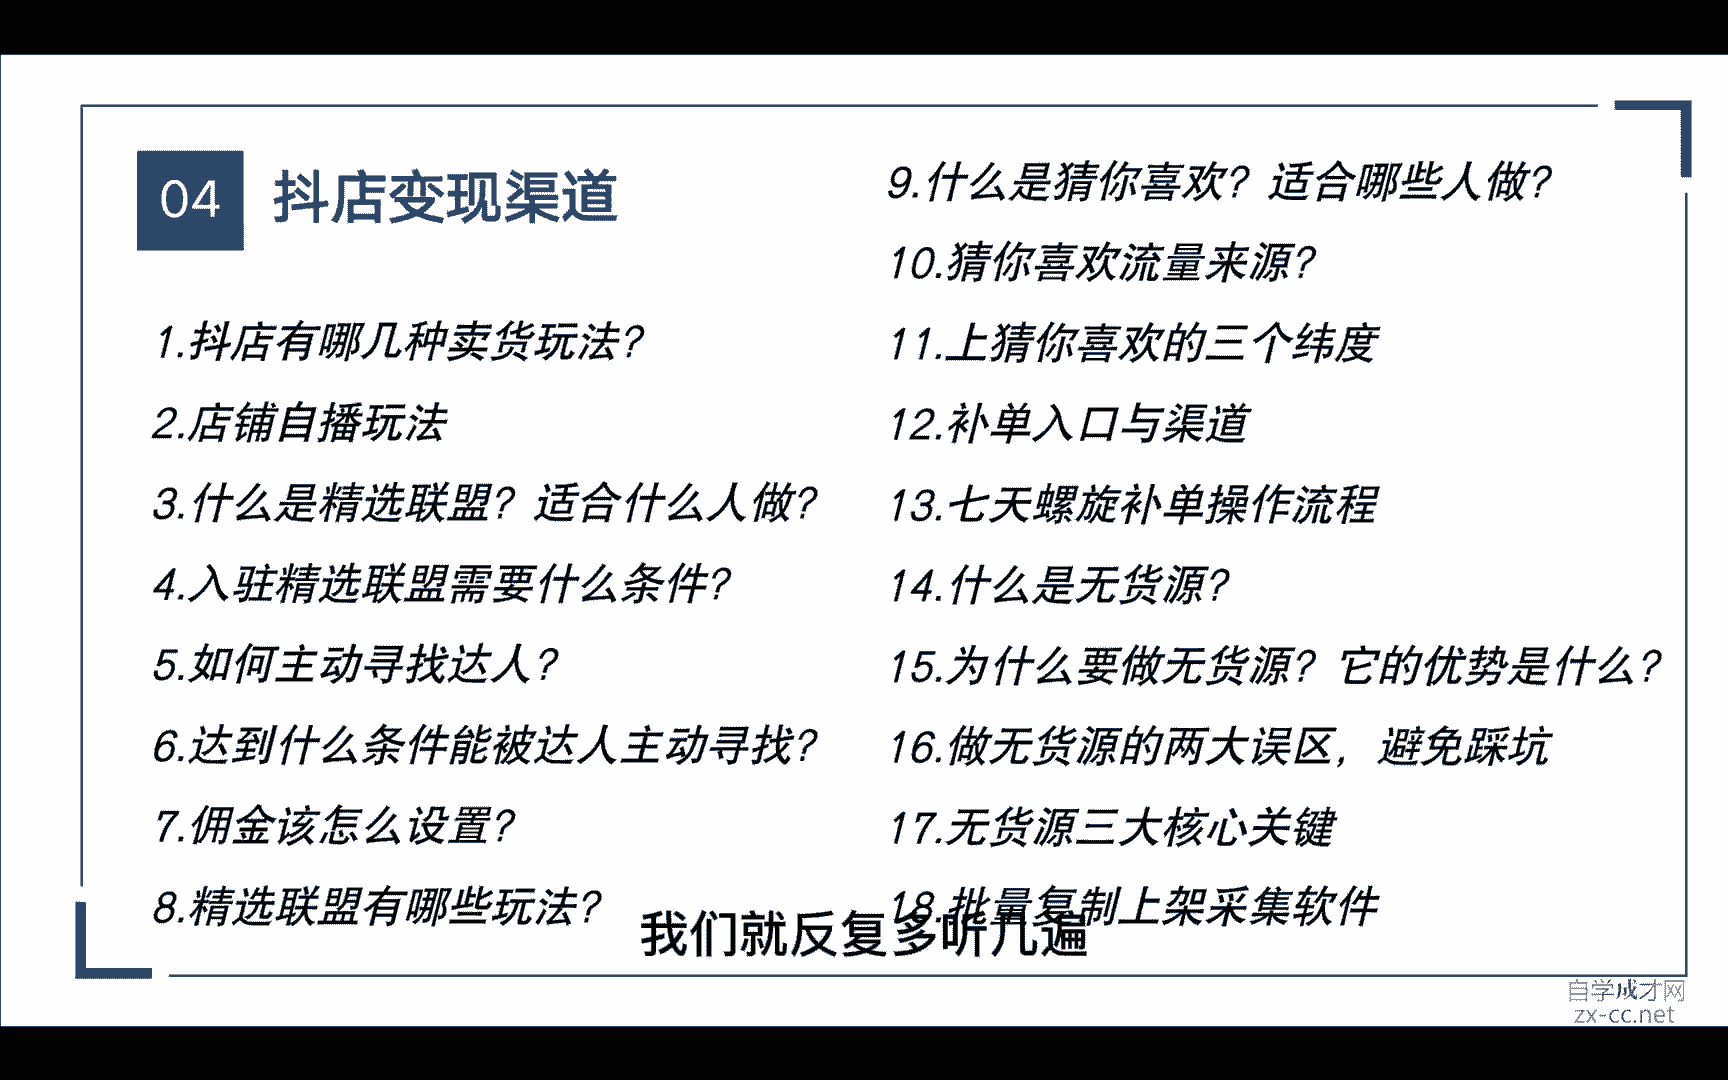 04 抖店变现渠道
1.抖店有哪几种卖货玩法?
2.店铺自播玩法
3.什么是精选联盟? 适合什么人做?
4.入驻精选联盟需要什么条件?
5.如何主动寻找达人?
6.达到什么条件能被达人主动寻找?
7.佣金该怎么设置?
8.精选联盟有哪些玩法?
9.什么是猜你喜欢? 适合哪些人做?
10.猜你喜欢流量来源?
11.上猜你喜欢的三个纬度
12.补单入口与渠道
13.七天螺旋补单操作流程
14.什么是无货源?
15.为什么要做无货源? 它的优势是什么?
16.做无货源的两大误区, 避免踩坑
17.无货源三大核心关键
18.批量复制上架采集软件
我们就反复多听几遍
自学成才网
zx-cc.net